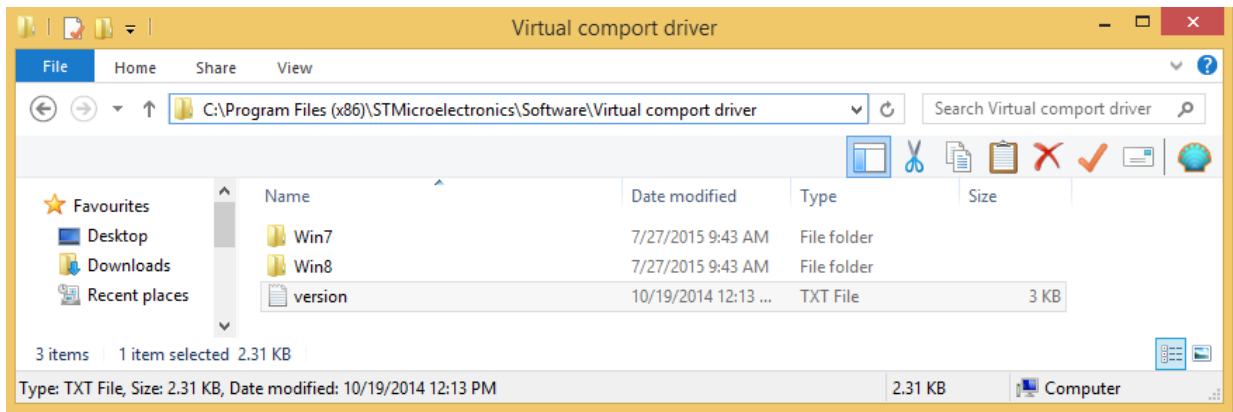 Virtual comport driver
File Home Share View
C:\Program Files (x86)\STMicroelectronics\Software\Virtual comport driver Search Virtual comport driver
Name Date modified Type Size
Favourites
Desktop
Downloads
Recent places
Win7 7/27/2015 9:43 AM File folder
Win8 7/27/2015 9:43 AM File folder
version 10/19/2014 12:13 ... TXT File 3 KB
3 items 1 item selected 2.31 KB
Type: TXT File, Size: 2.31 KB, Date modified: 10/19/2014 12:13 PM 2.31 KB Computer